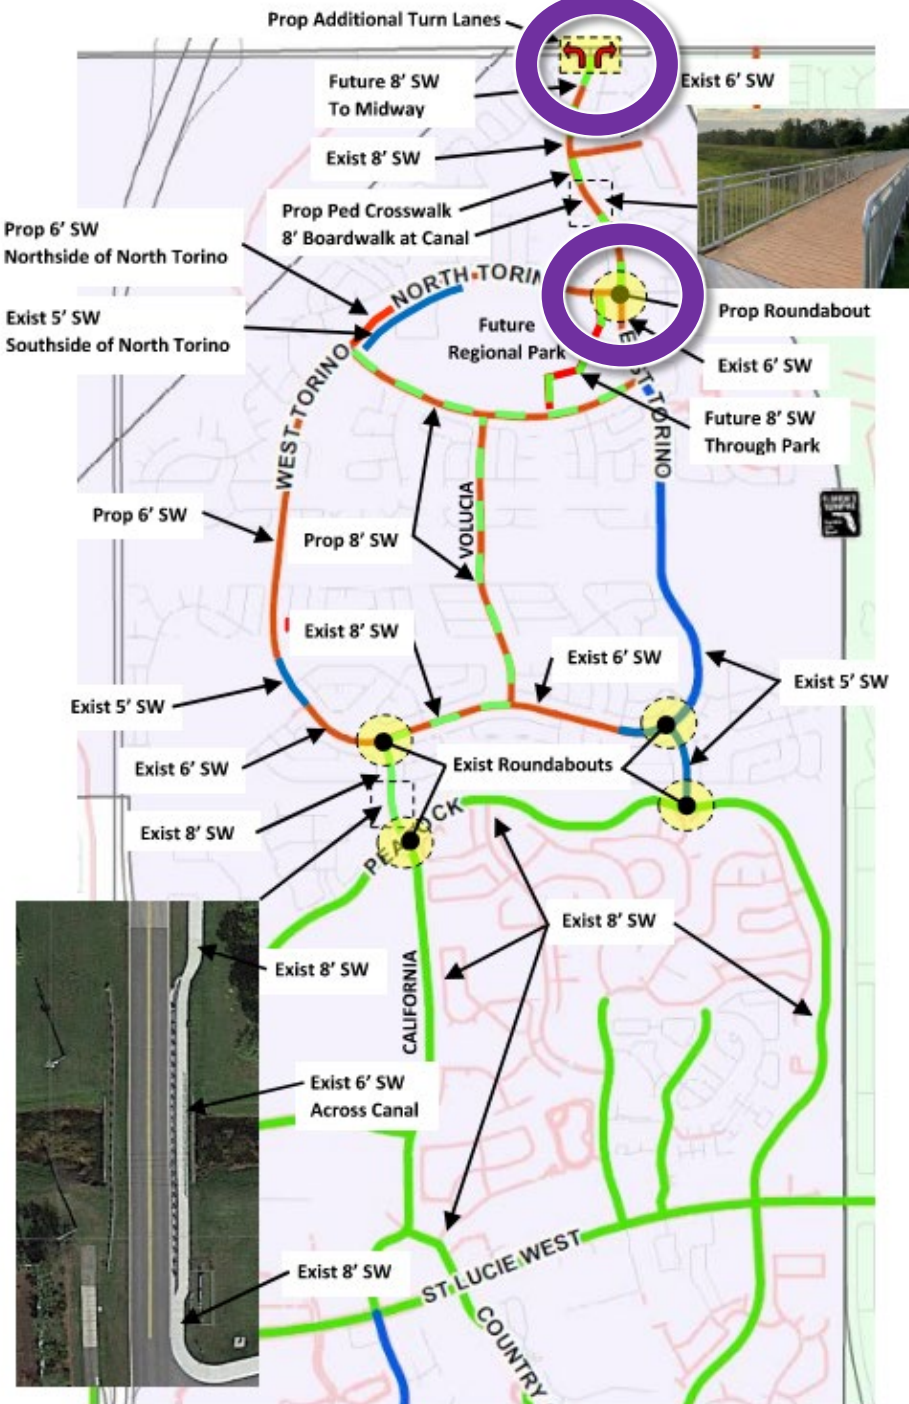 Prop Additional Turn Lanes
Future 8’ SW
To Midway
Exist 6’ SW
Exist 8’ SW
Prop Ped Crosswalk
8’ Boardwalk at Canal
Prop 6’ SW
Northside of North Torino
NORTH TORIN
Exist 5’ SW
Southside of North Torino
Prop Roundabout
Future
Regional Park
Exist 6’ SW
WEST TORINO
EAST TORINO
Future 8’ SW
Through Park
Prop 6’ SW
VOLUCIA
Prop 8’ SW
Exist 8’ SW
Exist 6’ SW
Exist 5’ SW
Exist 5’ SW
Exist 6’ SW
Exist Roundabouts
Exist 8’ SW
PEACOCK
Exist 8’ SW
Exist 8’ SW
CALIFORNIA
Exist 6’ SW
Across Canal
Exist 8’ SW
ST LUCIE WEST
COUNTRY